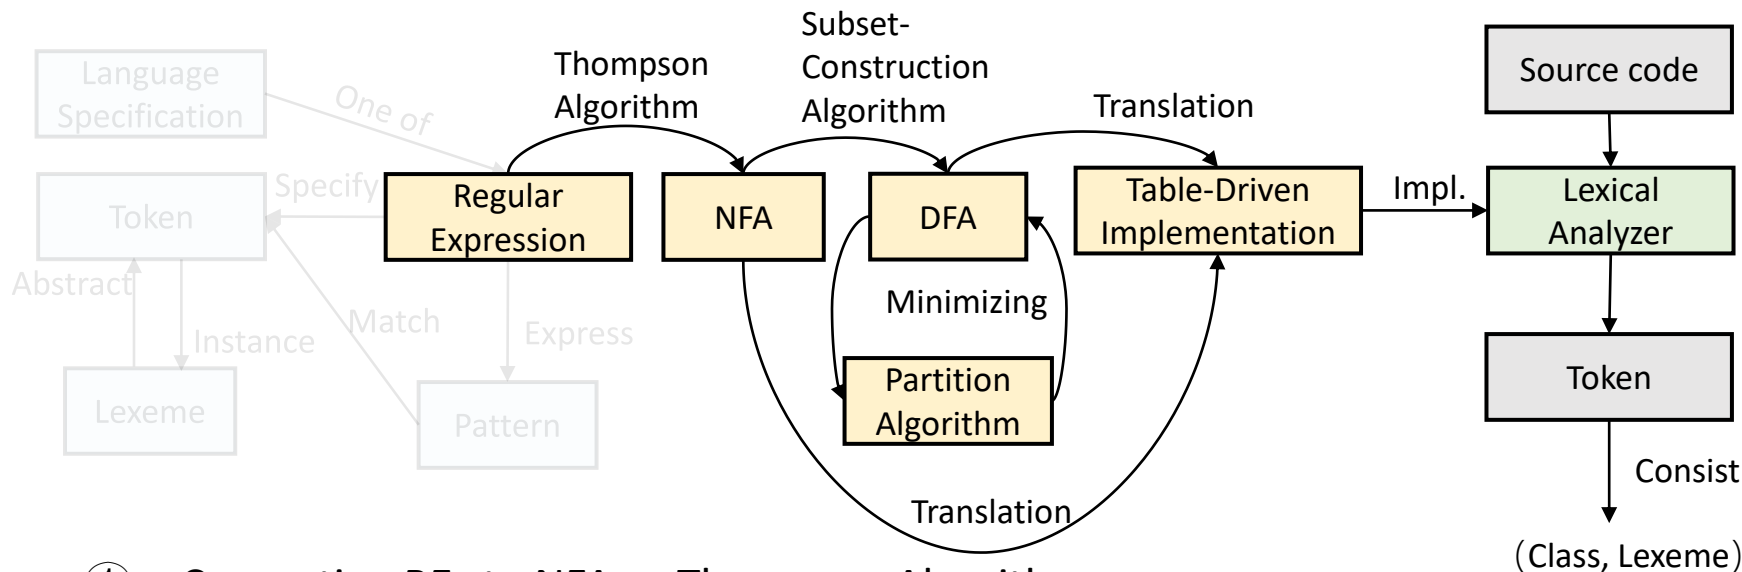 Language
Specification
One of
Specify
Token
Abstract
Instance
Lexeme
Match
Express
Pattern
Thompson
Algorithm
Subset-
Construction
Algorithm
Translation
Regular
Expression
NFA
DFA
Table-Driven
Implementation
Minimizing
Partition
Algorithm
Translation
Impl.
Source code
Lexical
Analyzer
Token
Consist
(Class, Lexeme)